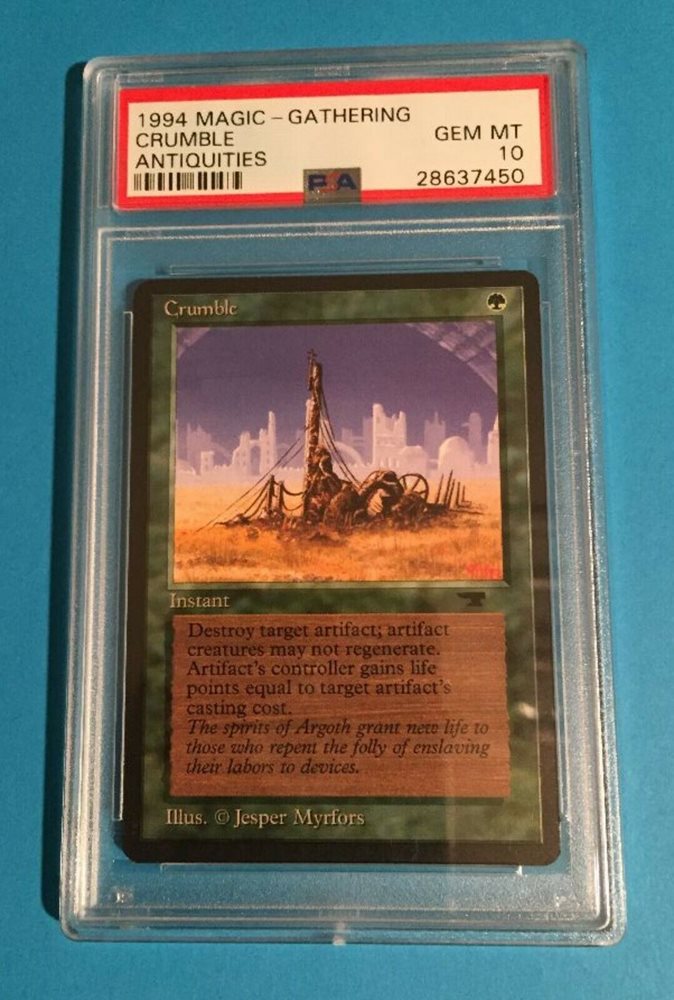 1994 MAGIC - GATHERING
CRUMBLE
GEM MT
ANTIQUITIES
10
PSA
28637450
Crumble
Instant
Destroy target artifact; artifact
creatures may not regenerate.
Artifact's controller gains life
points equal to target artifact's
casting cost.
The spirits of Argoth grant new life to
those who repent the folly of enslaving
their labors to devices.
Illus. © Jesper Myrfors